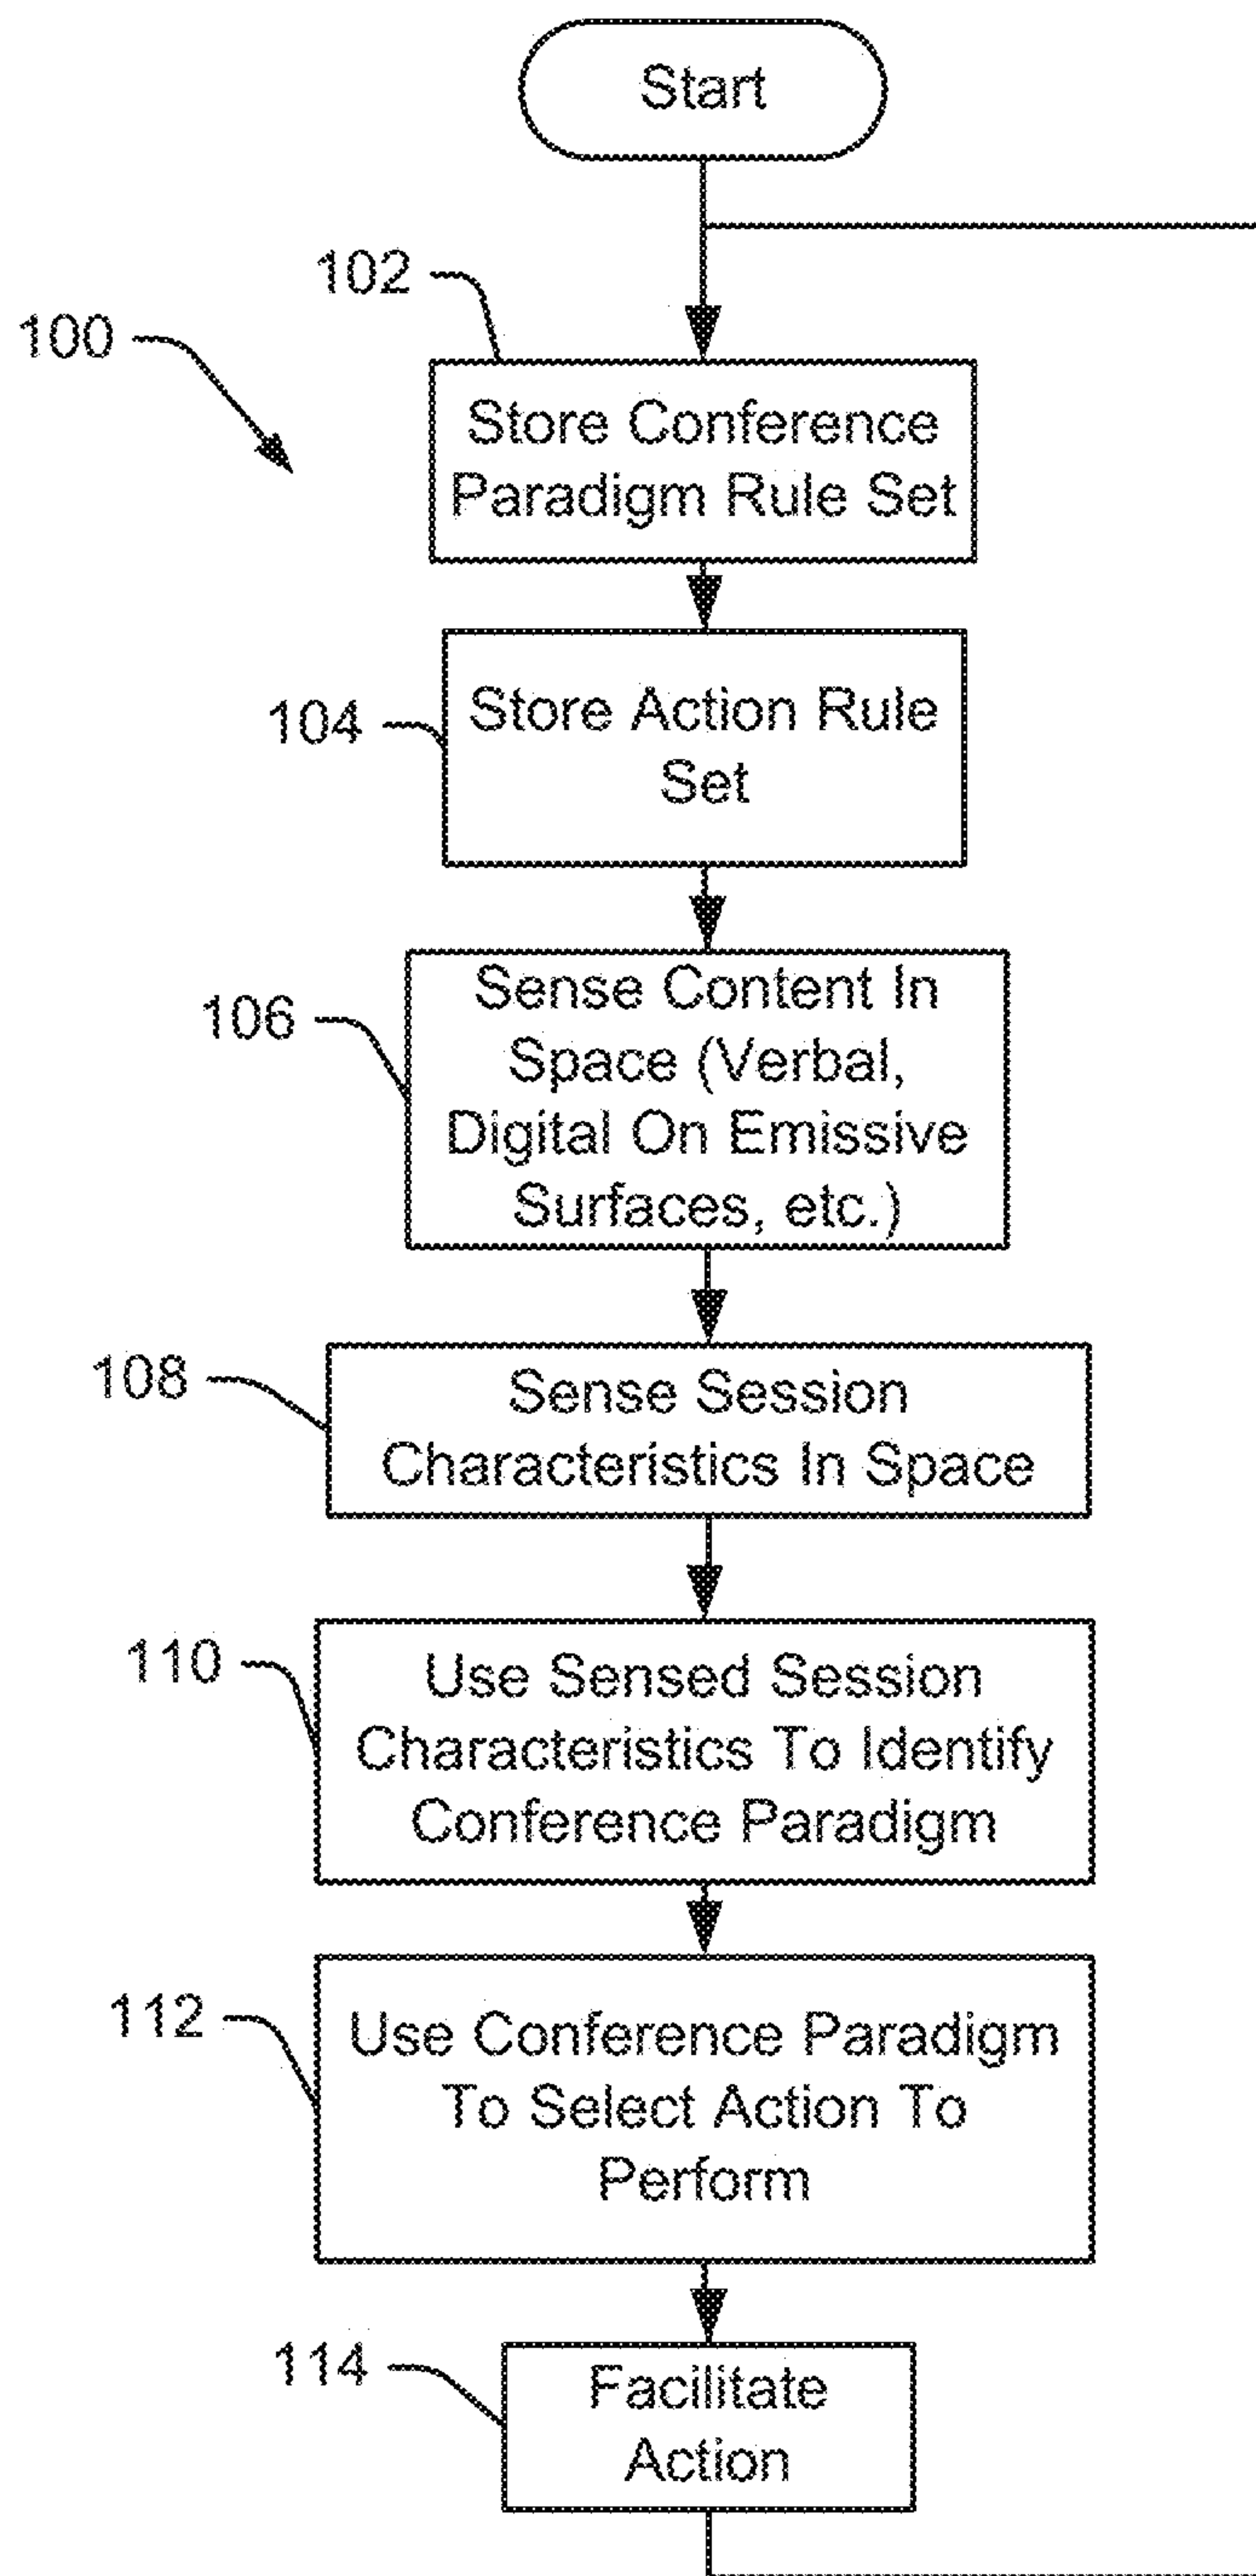 Start
102
100
Store Conference
Paradigm Rule Set
104
Store Action Rule
Set
106
Sense Content In
Space (Verbal,
Digital On Emissive
Surfaces, etc.)
108
Sense Session
Characteristics In Space
110
Use Sensed Session
Characteristics To Identify
Conference Paradigm
112
Use Conference Paradigm
To Select Action To
Perform
114
Facilitate
Action